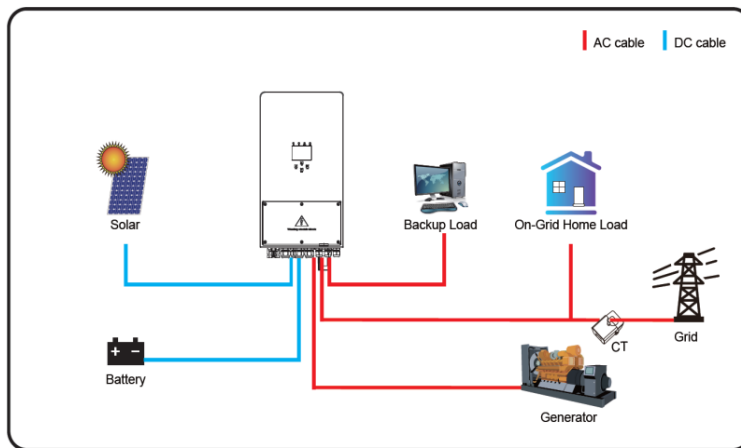 AC cable
DC cable
Solar
Backup Load
On-Grid Home Load
CT
Grid
Battery
Generator